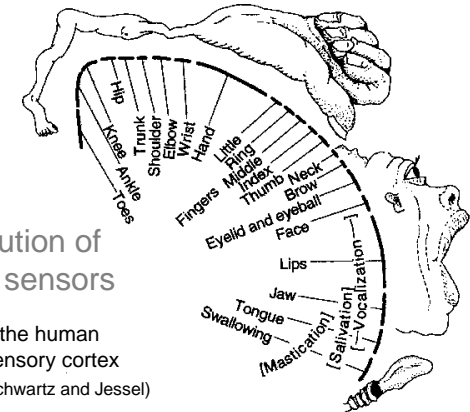 Toes
Ankle
Knee
Hip
Trunk
Shoulder
Elbow
Wrist
Hand
Little
Ring
Middle
Index
Thumb
Fingers
Neck
Brow
Eyelid and eyeball
Face
Lips
Jaw
Tongue
Swallowing
[Mastication]
[Salivation]
[Vocalization]
ution of
sensors
the human
ensory cortex
chwartz and Jessel)